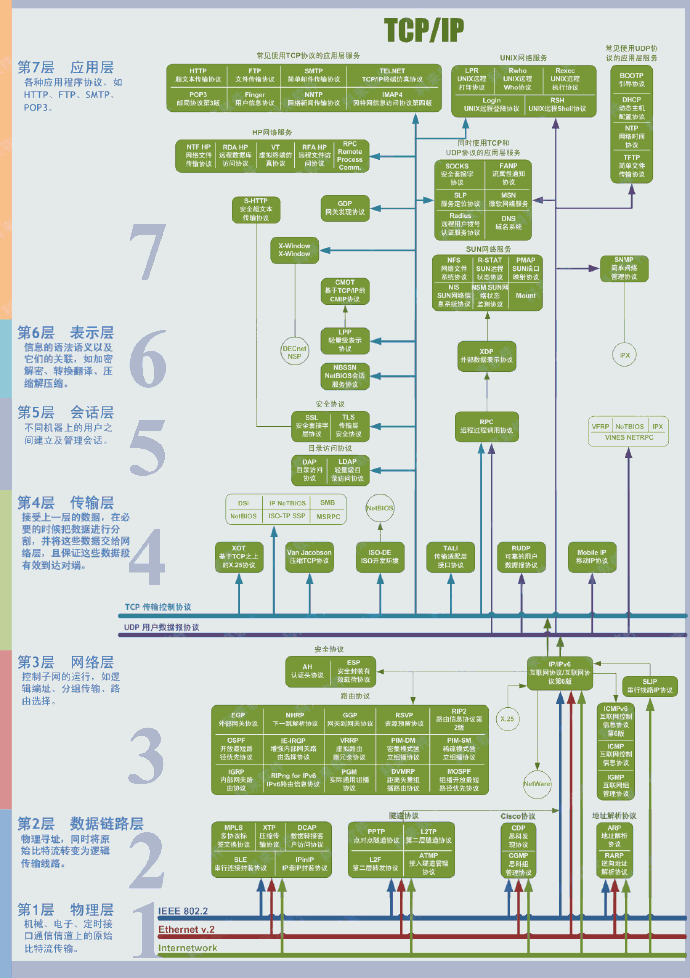 TCP/IP
第7层 应用层
各种应用程序协议，如
HTTP、FTP、SMTP、
POP3。
7
常见使用TCP协议的应用层服务
HTTP
超文本传输协议
FTP
文件传输协议
SMTP
简单邮件传输协议
TELNET
TCP/IP终端仿真协议
POP3
邮局协议第3版
Finger
用户信息协议
NNTP
网络新闻传输协议
IMAP4
因特网信息访问协议第四版
UNIX网络服务
LPR
UNIX远程
打印协议
Rwho
UNIX远程
Who协议
Rexec
UNIX远程
执行协议
Login
UNIX远程登陆协议
RSH
UNIX远程Shell协议
常见使用UDP协
议的应用层服务
BOOTP
引导协议
DHCP
动态主机
配置协议
NTP
网络时间
协议
TFTP
简单文件
传输协议
HP网络服务
NTF HP
网络文件
传输协议
RDA HP
远程数据库
访问协议
VT
虚拟终端仿
真协议
RFA HP
远程文件访
问协议
RPC
Remote
Process
Comm.
同时使用TCP和
UDP协议的应用层服务
SOCKS
安全套接字
协议
FANP
流属性通知
协议
SLP
服务定位协议
MSN
微软网络服务
Radius
远程用户拨号
认证服务协议
DNS
域名系统
S-HTTP
安全超文本
传输协议
GDP
网关发现协议
X-Window
X-Window
SUN网络服务
NFS
网络文件
系统协议
R-STAT
SUN远程
状态协议
PMAP
SUN端口
映射协议
NIS
SUN网络信
息系统协议
NSM SUN网
络状态
监测协议
Mount
SNMP
简单网络
管理协议
CMOT
基于TCP/IP的
CMIP协议
第6层 表示层
信息的语法语义以及
它们的关联，如加密
解密、转换翻译、压
缩解压缩。
6
DECnet
NSP
LPP
轻量级表示
协议
XDP
外部数据表示协议
IPX
NBSSN
NetBIOS会话
服务协议
第5层 会话层
不同机器上的用户之
间建立及管理会话。
5
安全协议
SSL
安全套接字
层协议
TLS
传输层
安全协议
RPC
远程过程调用协议
VFRP
NeTBIOS
IPX
VINES NETRPC
目录访问协议
DAP
目录访问
协议
LDAP
轻量级目
录访问协议
第4层 传输层
接受上一层的数据，在必
要的时候把数据进行分
割，并将这些数据交给网
络层，且保证这些数据段
有效到达对端。
4
DSI
IP NeTBIOS
SMB
NetBIOS
ISO-TP SSP
MSRPC
NetBIOS
XOT
基于TCP之上
的X.25协议
Van Jacobson
压缩TCP协议
ISO-DE
ISO开发环境
TALI
传输适配层
接口协议
RUDP
可靠的用户
数据报协议
Mobile IP
移动IP协议
TCP 传输控制协议
UDP 用户数据报协议
第3层 网络层
控制子网的运行，如逻
辑编址、分组传输、路
由选择。
3
安全协议
AH
认证头协议
ESP
安全封装有
效载荷协议
IP/IPv6
互联网协议/互联网协
议第6版
SLIP
串行线路IP协议
路由协议
EGP
外部网关协议
NHRP
下一跳解析协议
GGP
网关到网关协议
RSVP
资源预留协议
RIP2
路由信息协议第
2版
OSPF
开放最短路
径优先协议
IE-IRGP
增强内部网关路
由选择协议
VRRP
虚拟路由
器冗余协议
PIM-DM
密集模式独
立组播协议
PIM-SM
稀疏模式独
立组播协议
IGRP
内部网关路
由协议
RIPng for IPv6
IPv6路由信息协议
PGM
实际通用组播
协议
DVMRP
距离矢量组
播路由协议
MOSPF
组播开放最短
路径优先协议
X.25
NetWare
ICMPv6
互联网控制
信息协议
第6版
ICMP
互联网控制
信息协议
IGMP
互联网组
管理协议
第2层 数据链路层
物理寻址，同时将原
始比特流转变为逻辑
传输线路。
2
MPLS
多协议标
签交换协议
XTP
压缩传
输协议
DCAP
数据转接客
户访问协议
SLE
串行连接封装协议
IPinIP
IP套IP封装协议
隧道协议
PPTP
点对点隧道协议
L2TP
第二层隧道协议
L2F
第二层转发协议
ATMP
接入隧道管理
协议
Cisco协议
CDP
思科发
现协议
CGMP
思科组
管理协议
地址解析协议
ARP
地址解析
协议
RARP
逆向地址
解析协议
第1层 物理层
机械、电子、定时接
口通信信道上的原始
比特流传输。
1
IEEE 802.2
Ethernet v.2
Internetwork